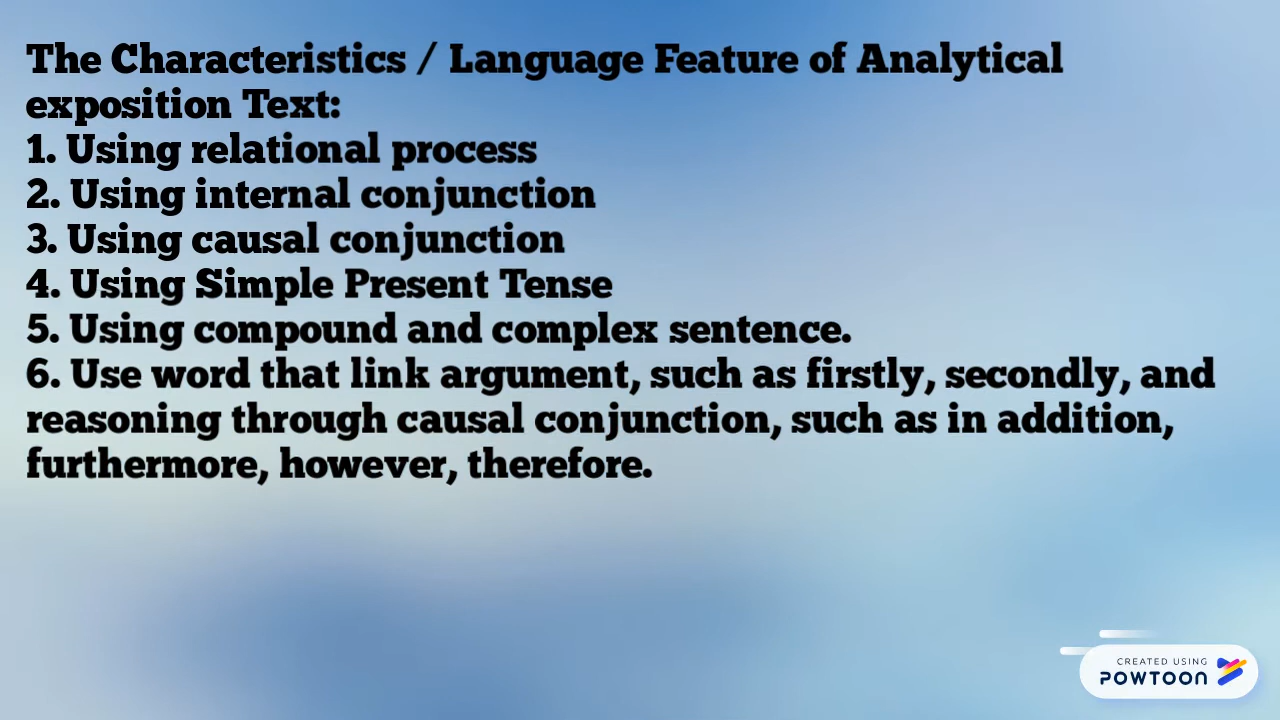 The Characteristics / Language Feature of Analytical
exposition Text:
1. Using relational process
2. Using internal conjunction
3. Using causal conjunction
4. Using Simple Present Tense
5. Using compound and complex sentence.
6. Use word that link argument, such as firstly, secondly, and
reasoning through causal conjunction, such as in addition,
furthermore, however, therefore.
CREATED USING
POWTOON